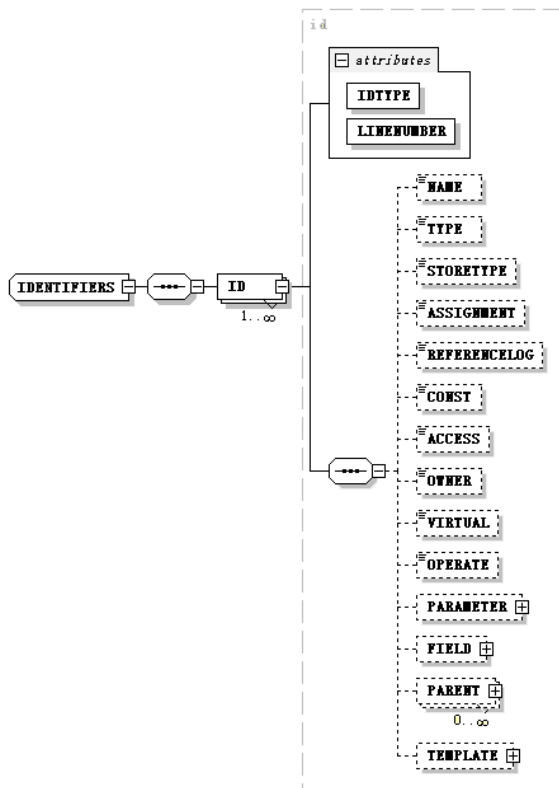 id
attributes
IDTYPE
LINENUMBER
NAME
TYPE
STORETYPE
IDENTIFIERS
ID
1..∞
ASSIGNMENT
REFERENCELOG
CONST
ACCESS
OWNER
VIRTUAL
OPERATE
PARAMETER
FIELD
PARENT
0..∞
TEMPLATE